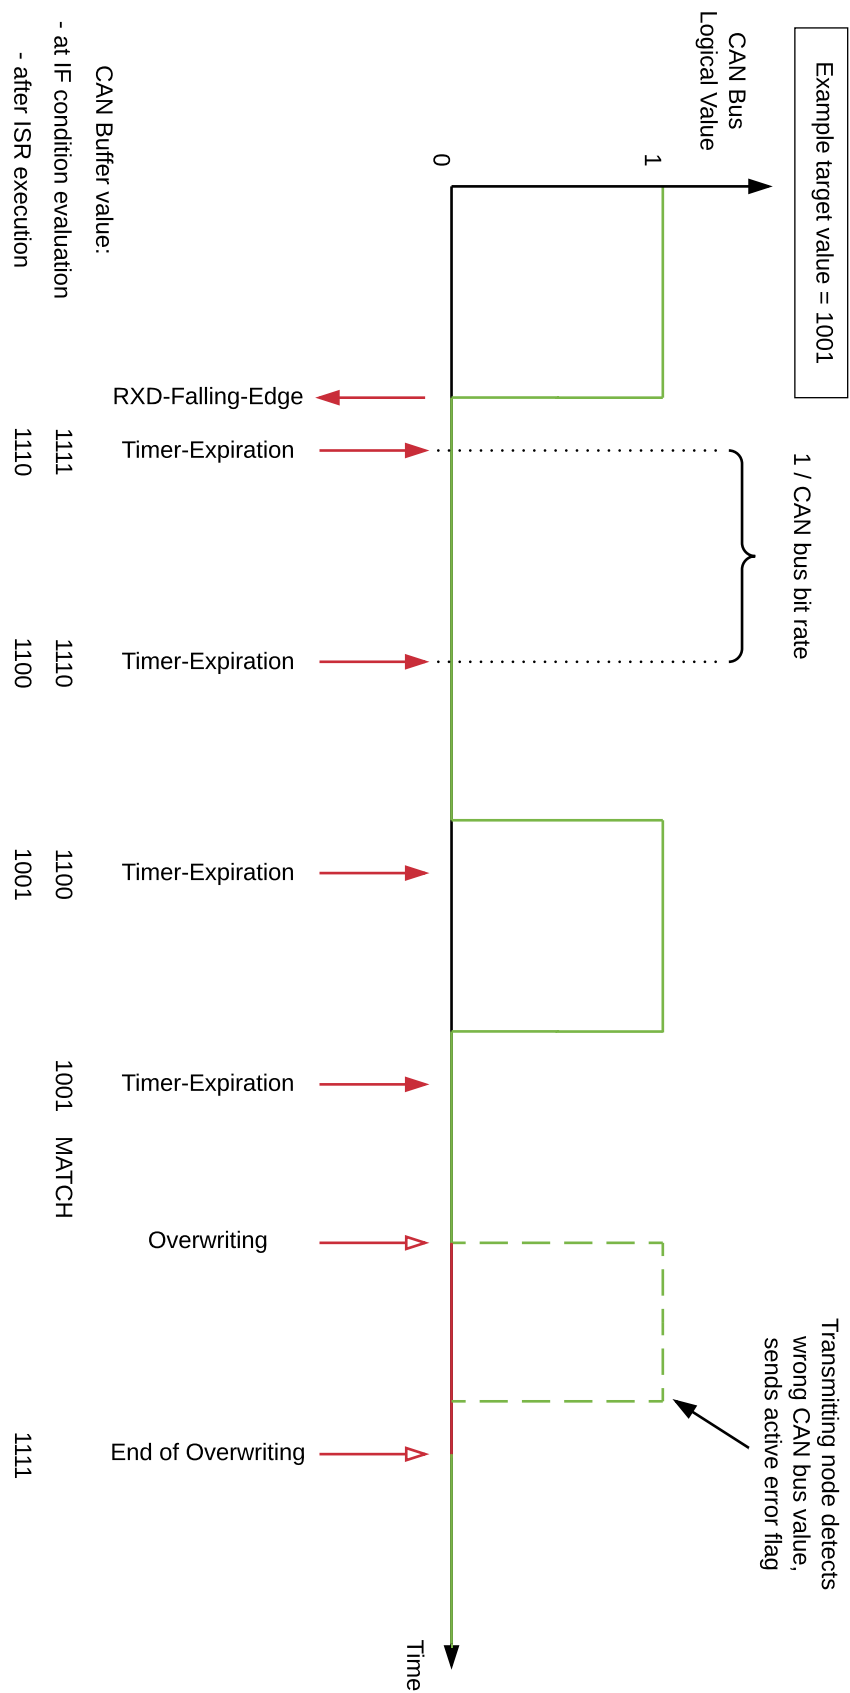 Example target value = 1001
CAN Bus
Logical Value
1
0
1 / CAN bus bit rate
Transmitting node detects
wrong CAN bus value,
sends active error flag
Time
RXD-Falling-Edge
Timer-Expiration
Timer-Expiration
Timer-Expiration
Timer-Expiration
Overwriting
End of Overwriting
CAN Buffer value:
- at IF condition evaluation
1111
1110
1100
1001
MATCH
- after ISR execution
1110
1100
1001
1111